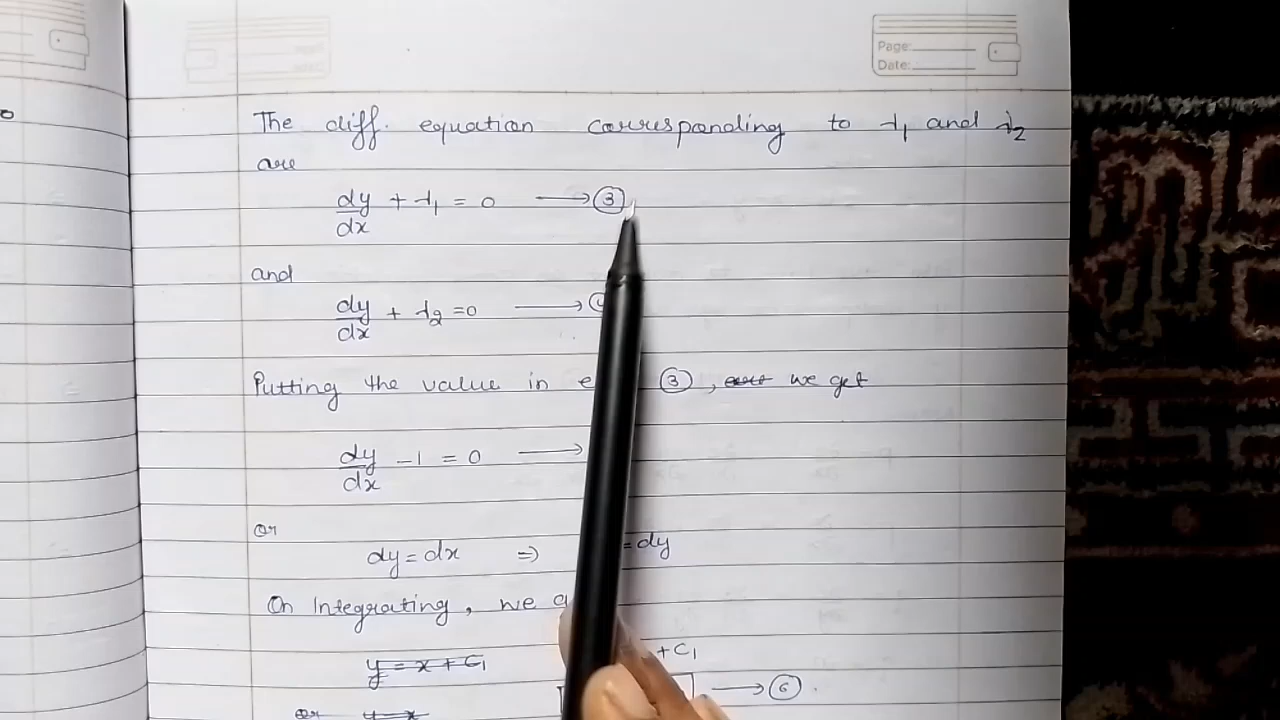 Page:
Date:
The diff. equation corresponding to λ₁ and λ₂
are
dy/dx + λ₁ = 0 ⟶ ③
and
dy/dx + λ₂ = 0 ⟶
Putting the value in ③, we get
dy/dx - 1 = 0 ⟶
or
dy = dx ⇒ = dy
On Integrating, we
y = x + C₁ + C₁
⟶ ⑥.
or y = x